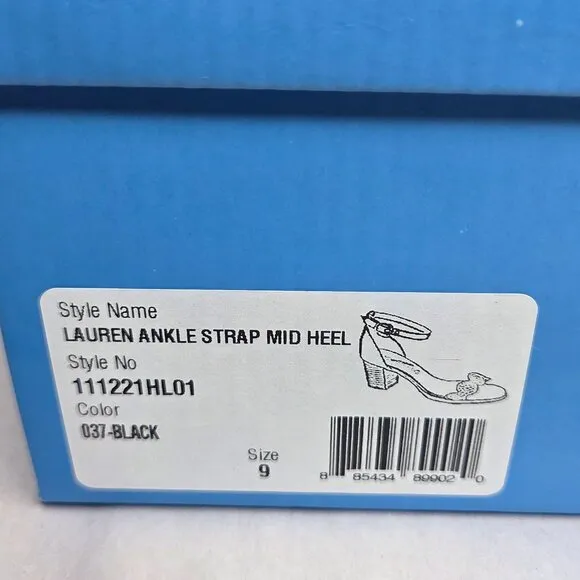 Style Name
LAUREN ANKLE STRAP MID HEEL
Style No
111221HL01
Color
037-BLACK
Size
9
8 85434 89902 0